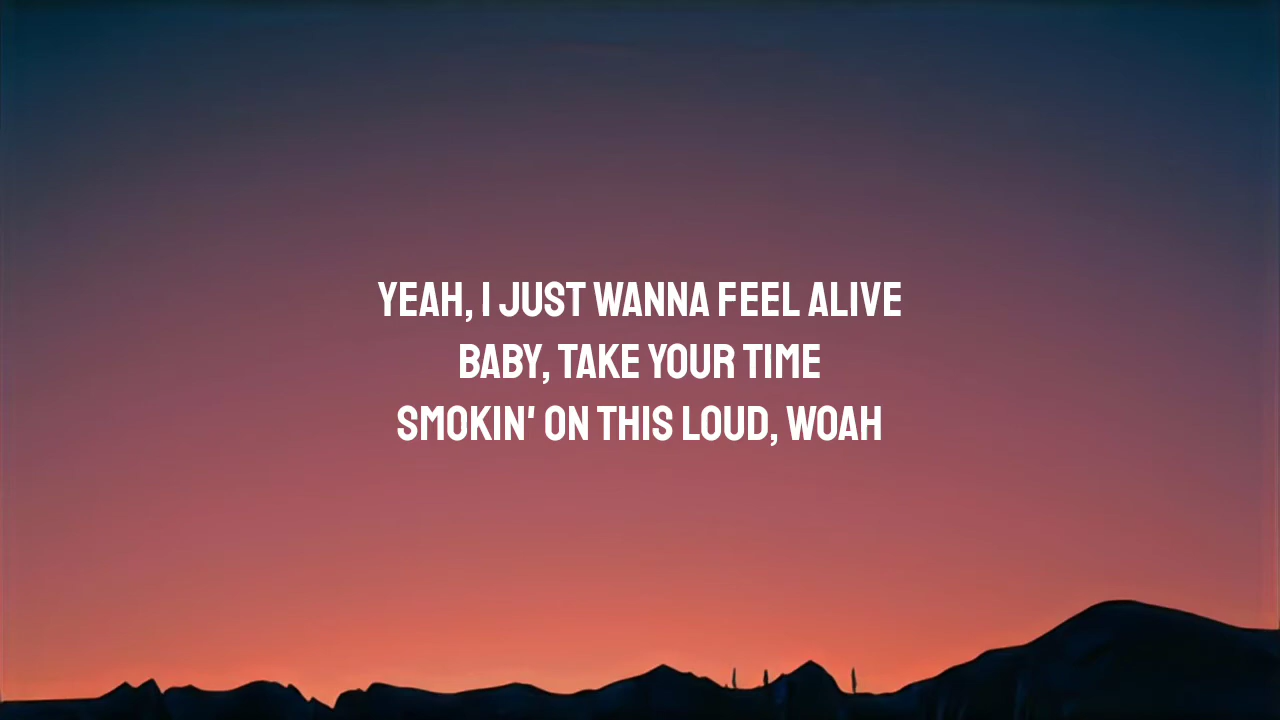 YEAH, I JUST WANNA FEEL ALIVE
BABY, TAKE YOUR TIME
SMOKIN' ON THIS LOUD, WOAH